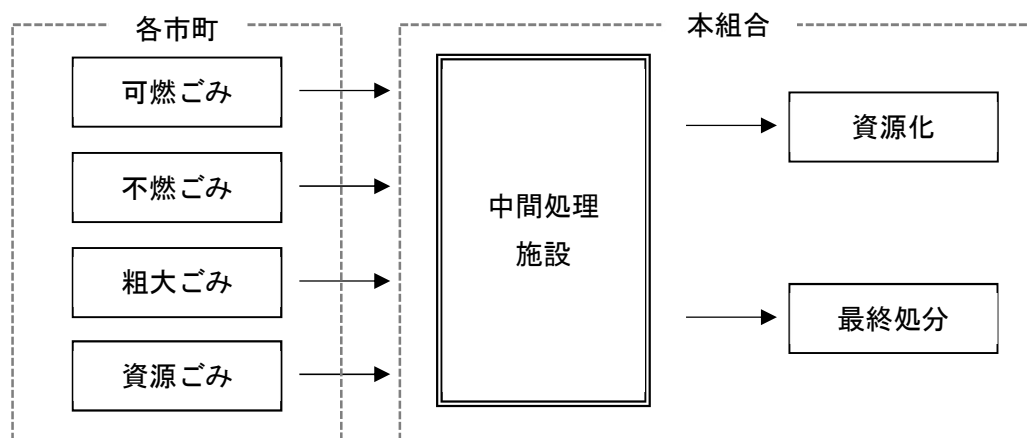 各市町
可燃ごみ
不燃ごみ
粗大ごみ
資源ごみ
本組合
中間処理
施設
資源化
最終処分